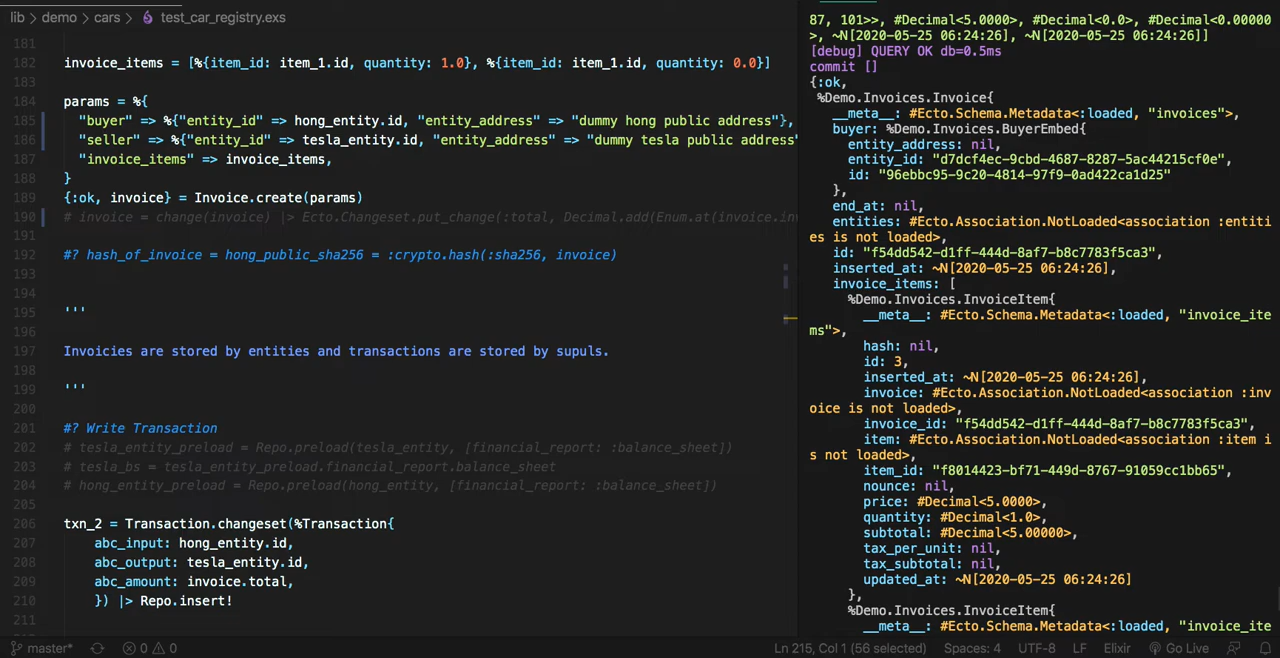 lib > demo > cars > test_car_registry.exs
181
182 invoice_items = [%{item_id: item_1.id, quantity: 1.0}, %{item_id: item_1.id, quantity: 0.0}]
183
184 params = %{
185 "buyer" => %{"entity_id" => hong_entity.id, "entity_address" => "dummy hong public address"},
186 "seller" => %{"entity_id" => tesla_entity.id, "entity_address" => "dummy tesla public address"
187 "invoice_items" => invoice_items,
188 }
189 {:ok, invoice} = Invoice.create(params)
190 # invoice = change(invoice) |> Ecto.Changeset.put_change(:total, Decimal.add(Enum.at(invoice.inv
191
192 #? hash_of_invoice = hong_public_sha256 = :crypto.hash(:sha256, invoice)
193
194
195 '''
196
197 Invoicies are stored by entities and transactions are stored by supuls.
198
199 '''
200
201 #? Write Transaction
202 # tesla_entity_preload = Repo.preload(tesla_entity, [financial_report: :balance_sheet])
203 # tesla_bs = tesla_entity_preload.financial_report.balance_sheet
204 # hong_entity_preload = Repo.preload(hong_entity, [financial_report: :balance_sheet])
205
206 txn_2 = Transaction.changeset(%Transaction{
207 abc_input: hong_entity.id,
208 abc_output: tesla_entity.id,
209 abc_amount: invoice.total,
210 }) |> Repo.insert!
211
87, 101>>, #Decimal<5.0000>, #Decimal<0.0>, #Decimal<0.00000
>, ~N[2020-05-25 06:24:26], ~N[2020-05-25 06:24:26]]
[debug] QUERY OK db=0.5ms
commit []
{:ok,
%Demo.Invoices.Invoice{
__meta__: #Ecto.Schema.Metadata<:loaded, "invoices">,
buyer: %Demo.Invoices.BuyerEmbed{
entity_address: nil,
entity_id: "d7dcf4ec-9cbd-4687-8287-5ac44215cf0e",
id: "96ebbc95-9c20-4814-97f9-0ad422ca1d25"
},
end_at: nil,
entities: #Ecto.Association.NotLoaded<association :entiti
es is not loaded>,
id: "f54dd542-d1ff-444d-8af7-b8c7783f5ca3",
inserted_at: ~N[2020-05-25 06:24:26],
invoice_items: [
%Demo.Invoices.InvoiceItem{
__meta__: #Ecto.Schema.Metadata<:loaded, "invoice_ite
ms">,
hash: nil,
id: 3,
inserted_at: ~N[2020-05-25 06:24:26],
invoice: #Ecto.Association.NotLoaded<association :inv
oice is not loaded>,
invoice_id: "f54dd542-d1ff-444d-8af7-b8c7783f5ca3",
item: #Ecto.Association.NotLoaded<association :item i
s not loaded>,
item_id: "f8014423-bf71-449d-8767-91059cc1bb65",
nounce: nil,
price: #Decimal<5.0000>,
quantity: #Decimal<1.0>,
subtotal: #Decimal<5.00000>,
tax_per_unit: nil,
tax_subtotal: nil,
updated_at: ~N[2020-05-25 06:24:26]
},
%Demo.Invoices.InvoiceItem{
__meta__: #Ecto.Schema.Metadata<:loaded, "invoice_ite
master* 0 0 Ln 215, Col 1 (56 selected) Spaces: 4 UTF-8 LF Elixir Go Live